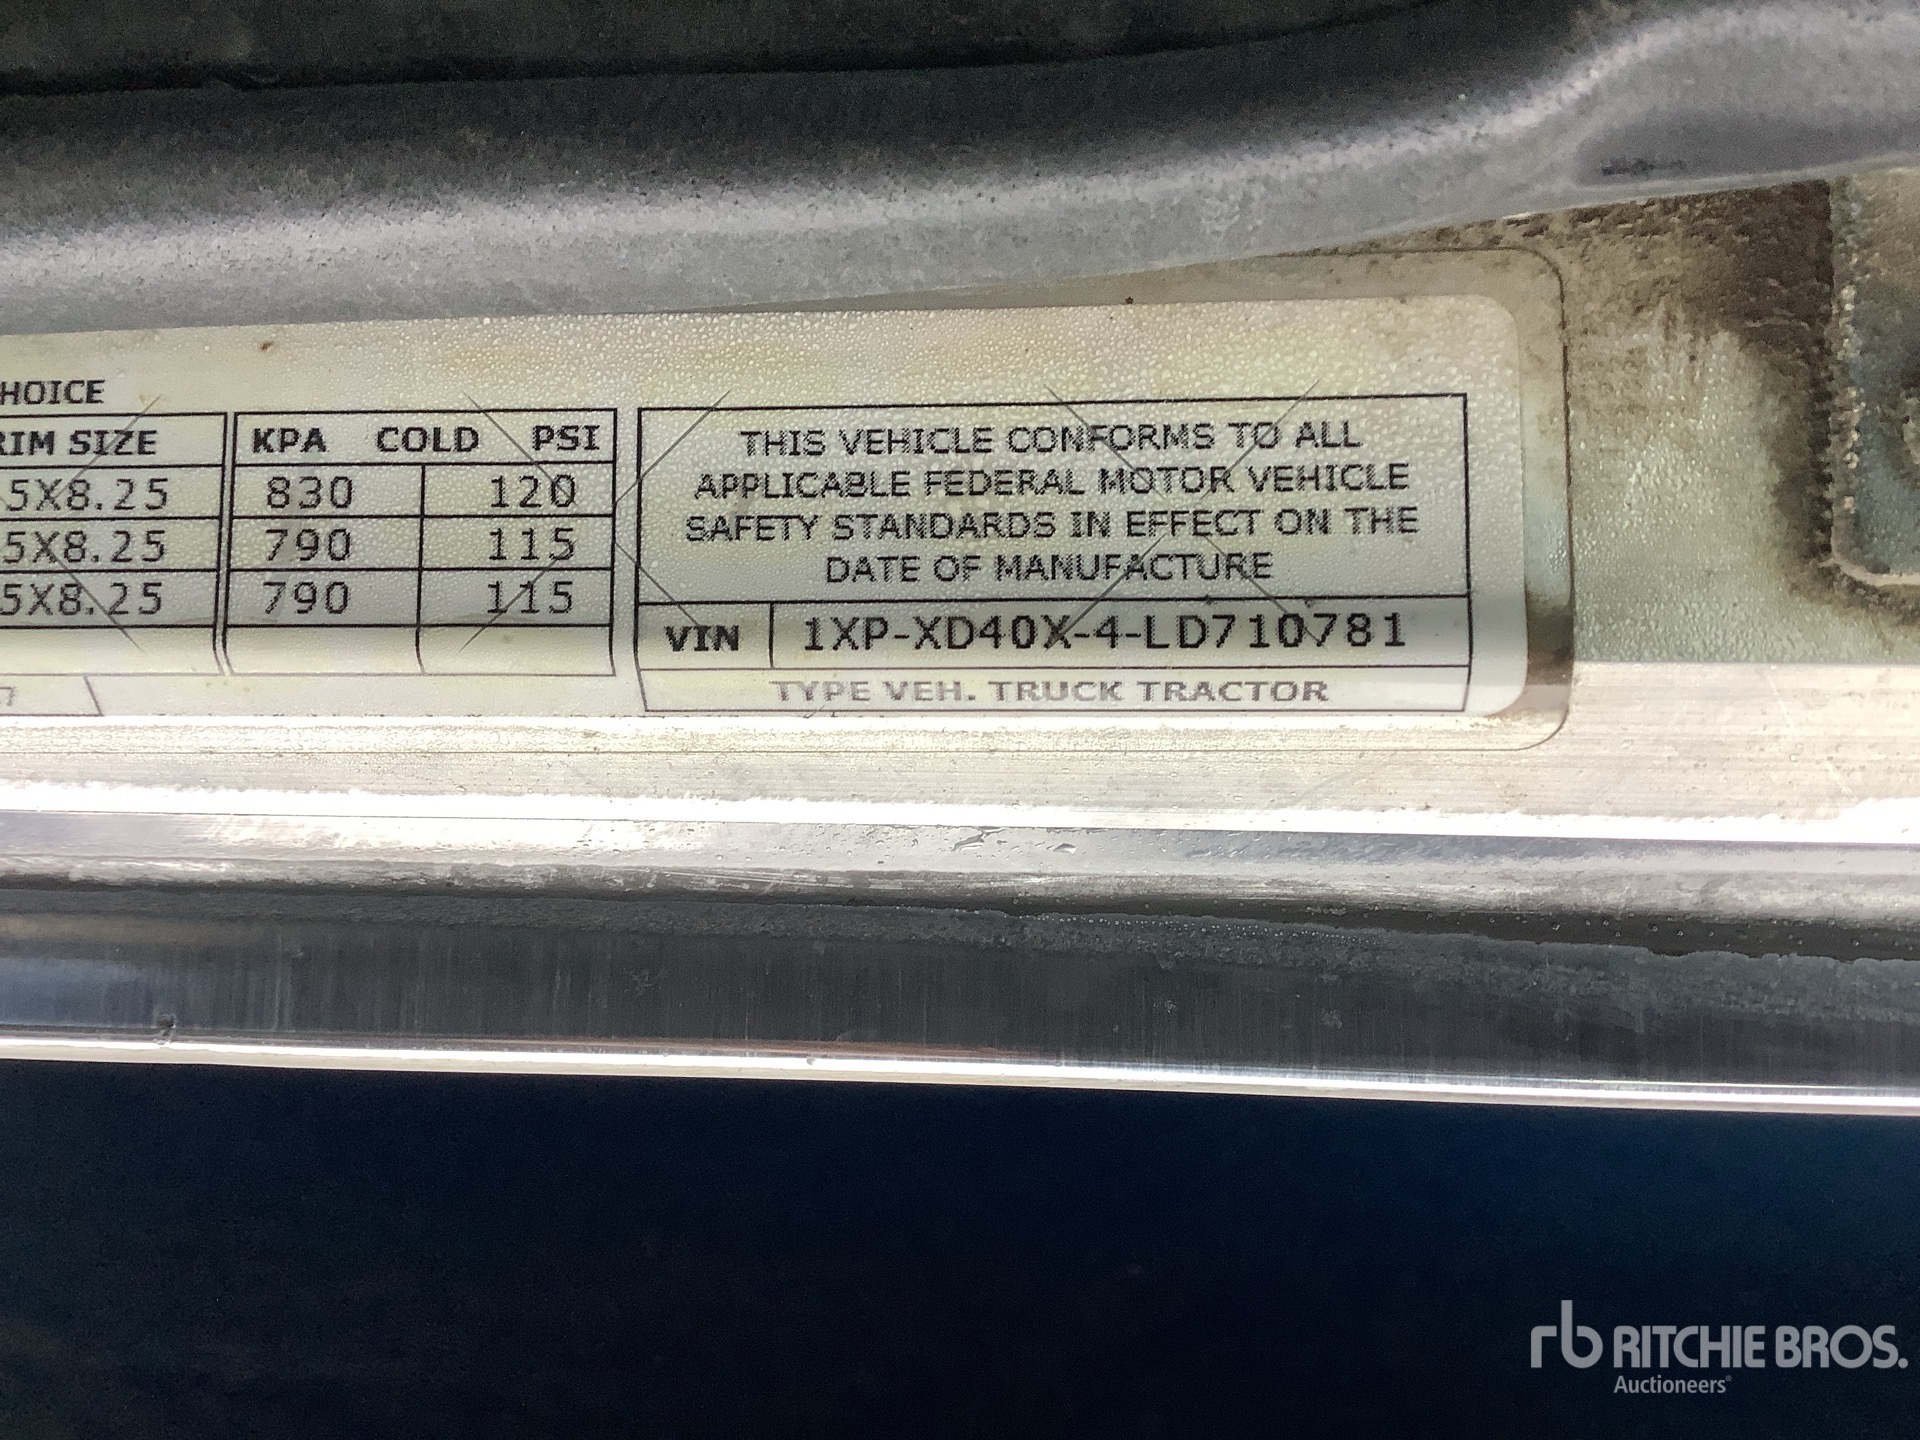 HOICE
RIM SIZE KPA COLD PSI
5X8.25 830 120
5X8.25 790 115
5X8.25 790 115
THIS VEHICLE CONFORMS TO ALL
APPLICABLE FEDERAL MOTOR VEHICLE
SAFETY STANDARDS IN EFFECT ON THE
DATE OF MANUFACTURE
VIN 1XP-XD40X-4-LD710781
TYPE VEH. TRUCK TRACTOR
rb RITCHIE BROS.
Auctioneers